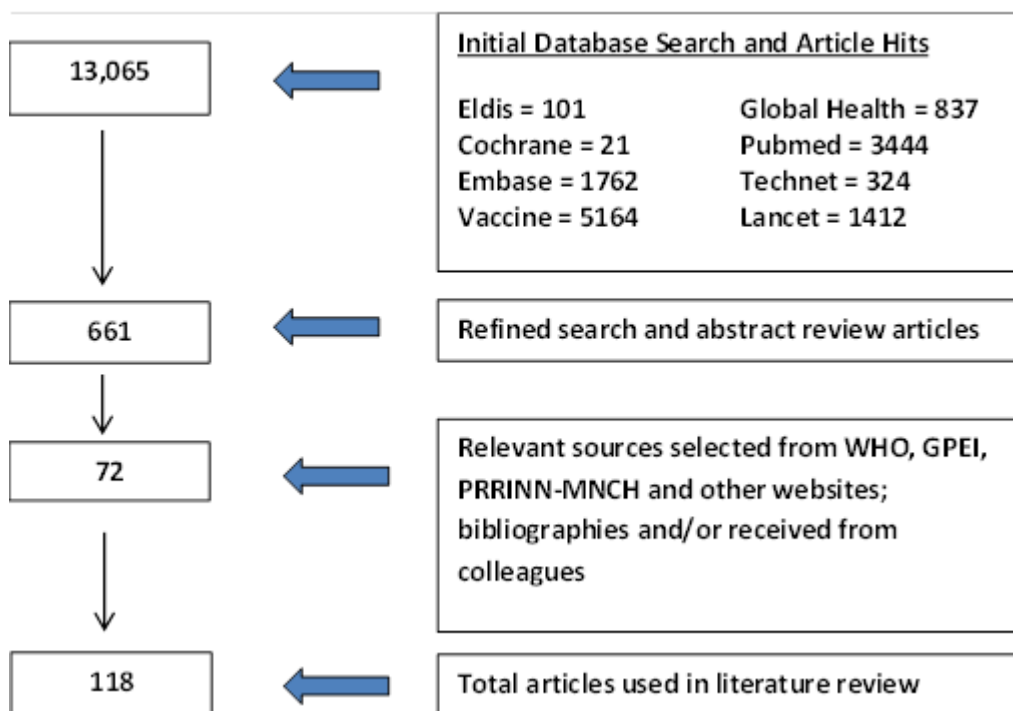 13,065
Initial Database Search and Article Hits
Eldis = 101
Cochrane = 21
Embase = 1762
Vaccine = 5164
Global Health = 837
Pubmed = 3444
Technet = 324
Lancet = 1412
661
Refined search and abstract review articles
72
Relevant sources selected from WHO, GPEI,
PRRINN-MNCH and other websites;
bibliographies and/or received from
colleagues
118
Total articles used in literature review